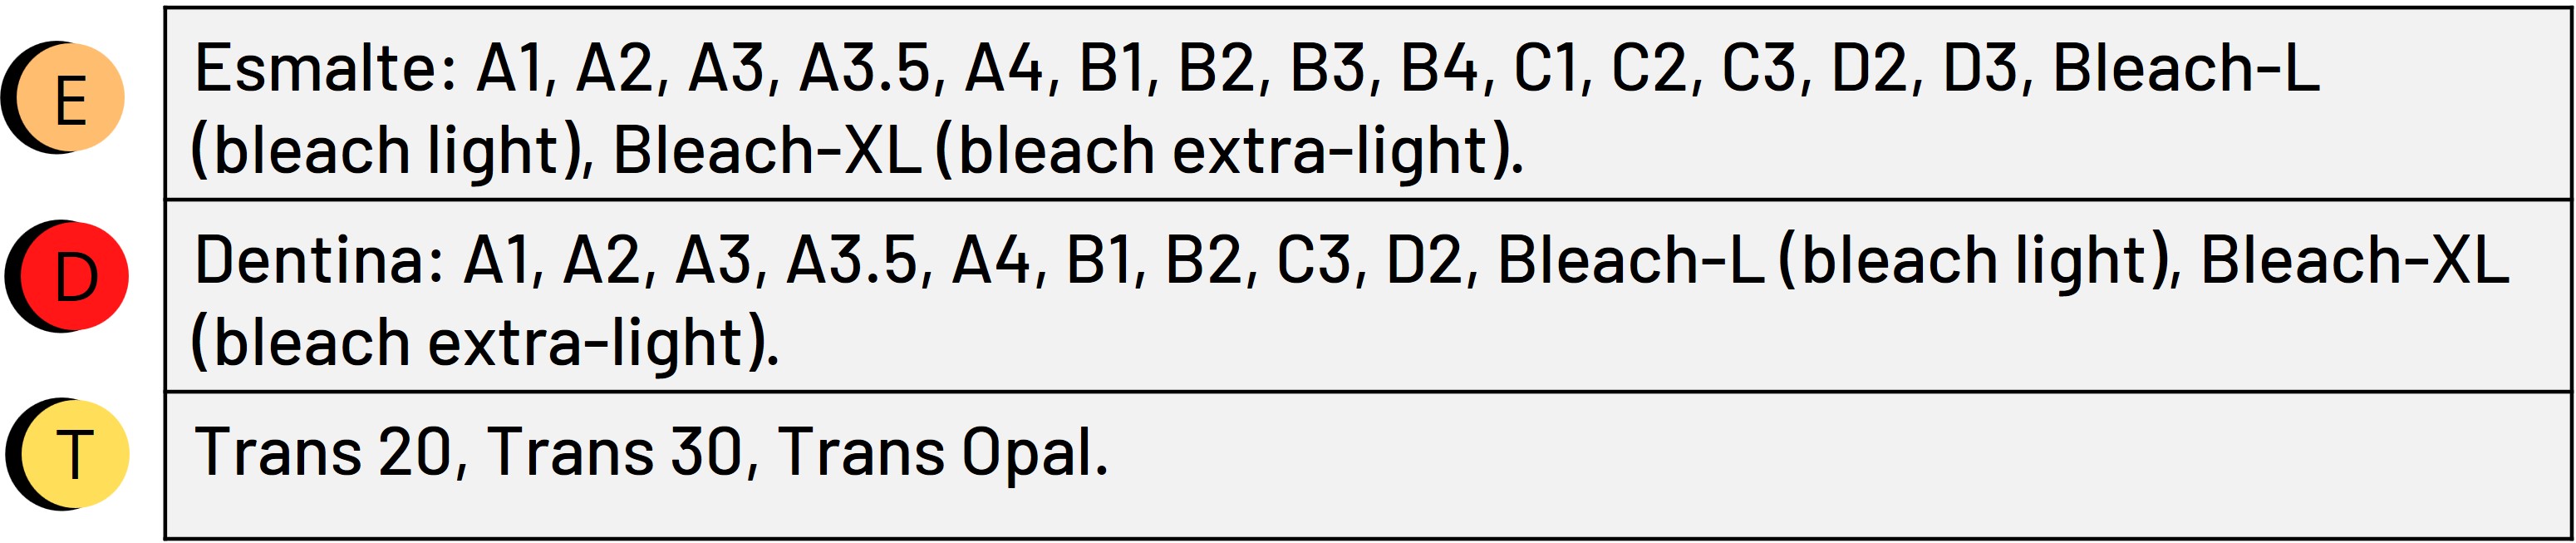 E
Esmalte: A1, A2, A3, A3.5, A4, B1, B2, B3, B4, C1, C2, C3, D2, D3, Bleach-L
(bleach light), Bleach-XL (bleach extra-light).
D
Dentina: A1, A2, A3, A3.5, A4, B1, B2, C3, D2, Bleach-L (bleach light), Bleach-XL
(bleach extra-light).
T
Trans 20, Trans 30, Trans Opal.